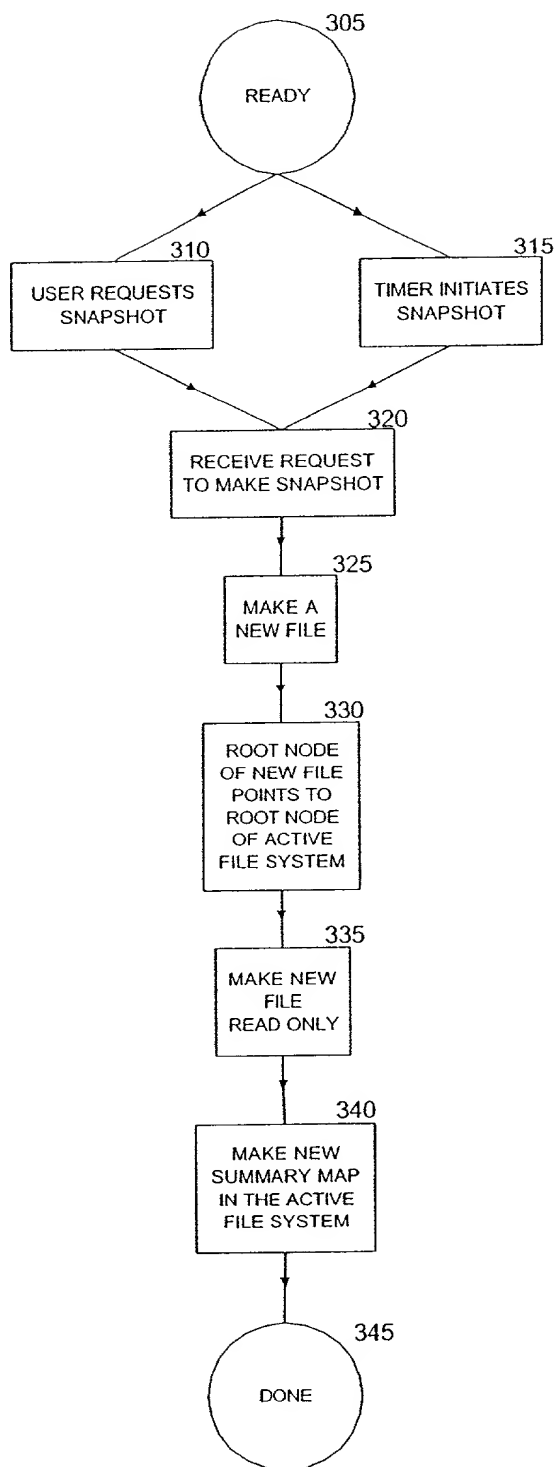 305
READY
310
USER REQUESTS
SNAPSHOT
315
TIMER INITIATES
SNAPSHOT
320
RECEIVE REQUEST
TO MAKE SNAPSHOT
325
MAKE A
NEW FILE
330
ROOT NODE
OF NEW FILE
POINTS TO
ROOT NODE
OF ACTIVE
FILE SYSTEM
335
MAKE NEW
FILE
READ ONLY
340
MAKE NEW
SUMMARY MAP
IN THE ACTIVE
FILE SYSTEM
345
DONE